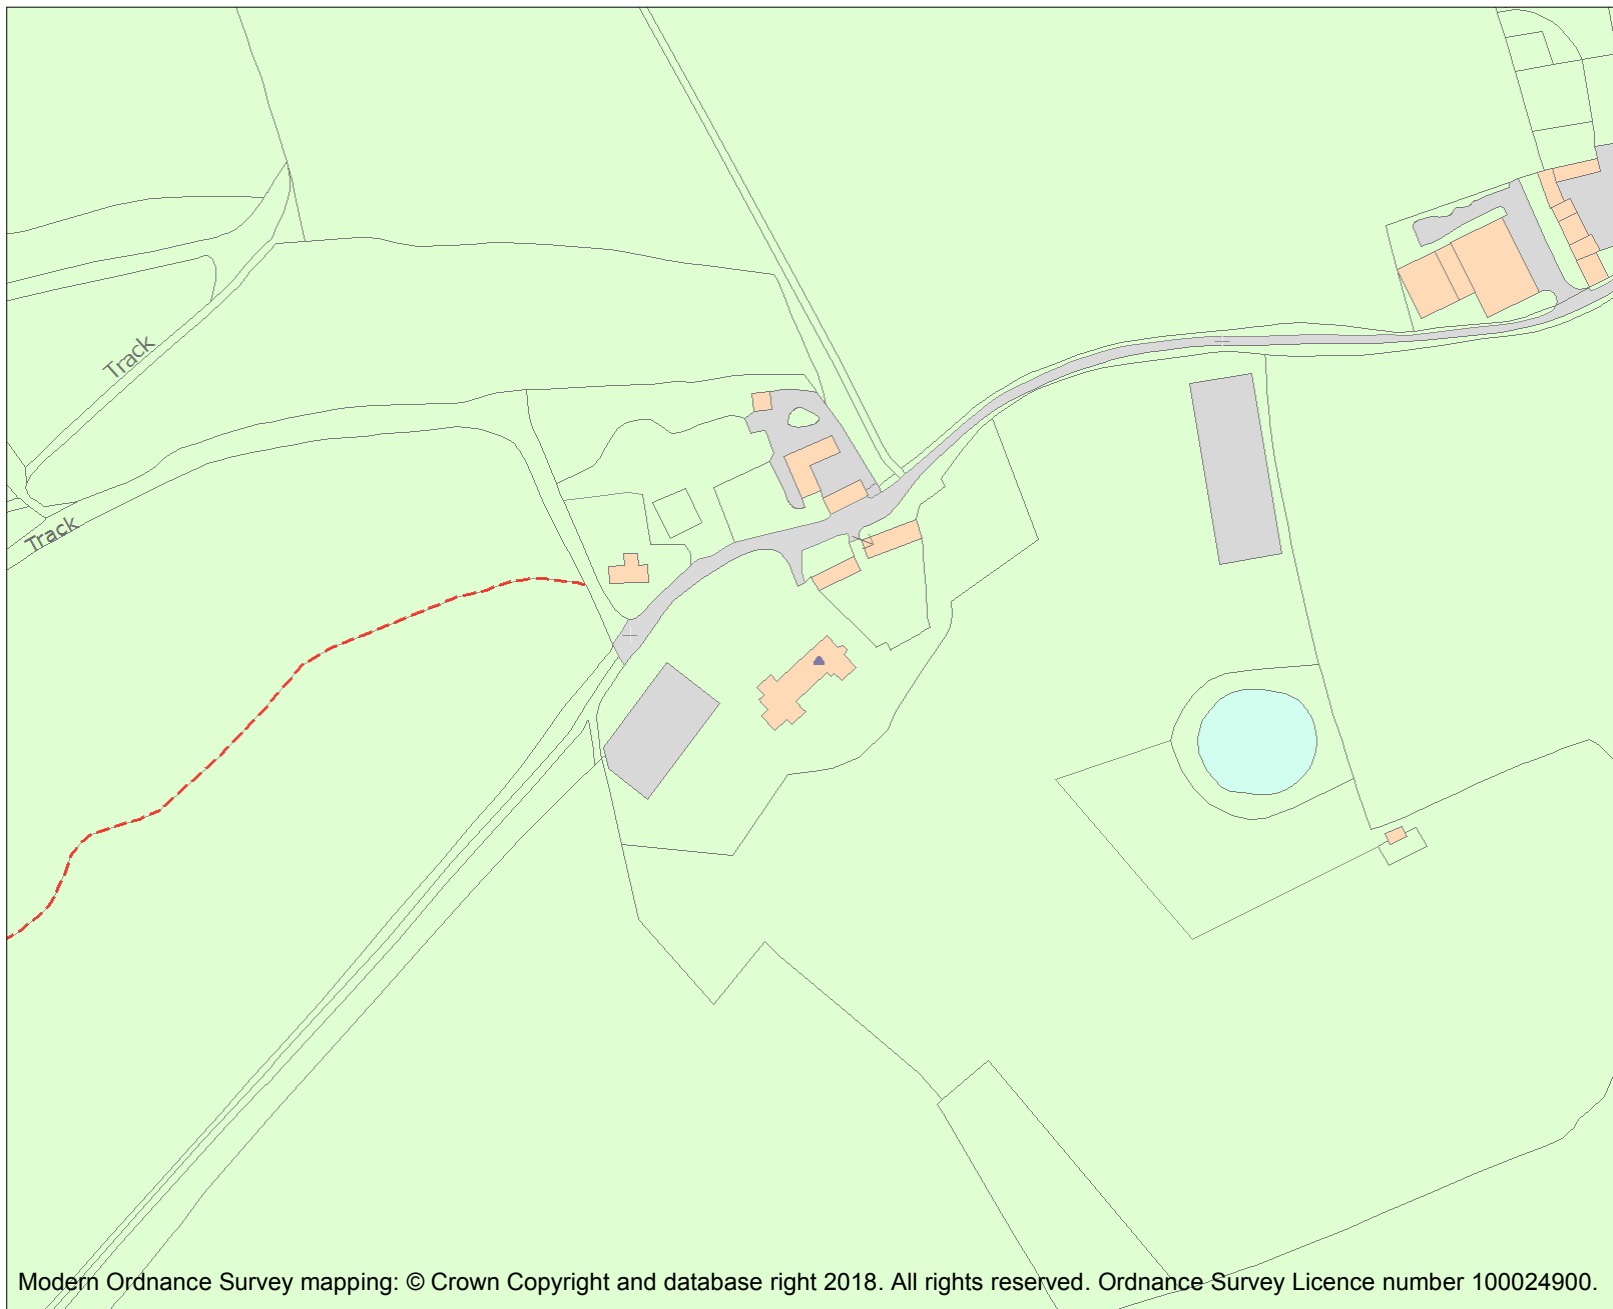 Track
Track
Modern Ordnance Survey mapping: © Crown Copyright and database right 2018. All rights reserved. Ordnance Survey Licence number 100024900.